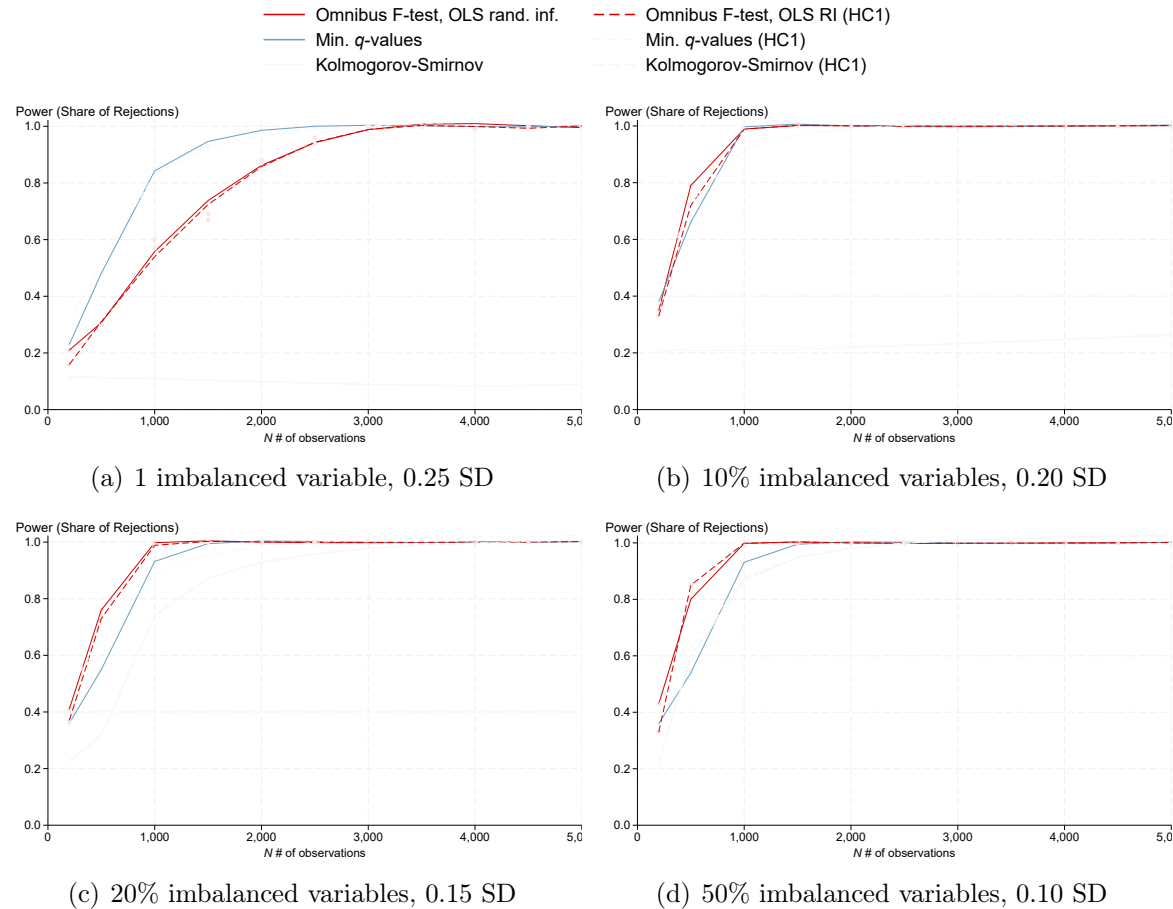 Omnibus F-test, OLS rand. inf.
Omnibus F-test, OLS RI (HC1)
Min. q-values
Min. q-values (HC1)
Kolmogorov-Smirnov
Kolmogorov-Smirnov (HC1)
Power (Share of Rejections)
1.0
0.8
0.6
0.4
0.2
0.0
0
1,000
2,000
3,000
4,000
5,0
N # of observations
(a) 1 imbalanced variable, 0.25 SD
Power (Share of Rejections)
1.0
0.8
0.6
0.4
0.2
0.0
0
1,000
2,000
3,000
4,000
5,0
N # of observations
(b) 10% imbalanced variables, 0.20 SD
Power (Share of Rejections)
1.0
0.8
0.6
0.4
0.2
0.0
0
1,000
2,000
3,000
4,000
5,0
N # of observations
(c) 20% imbalanced variables, 0.15 SD
Power (Share of Rejections)
1.0
0.8
0.6
0.4
0.2
0.0
0
1,000
2,000
3,000
4,000
5,0
N # of observations
(d) 50% imbalanced variables, 0.10 SD